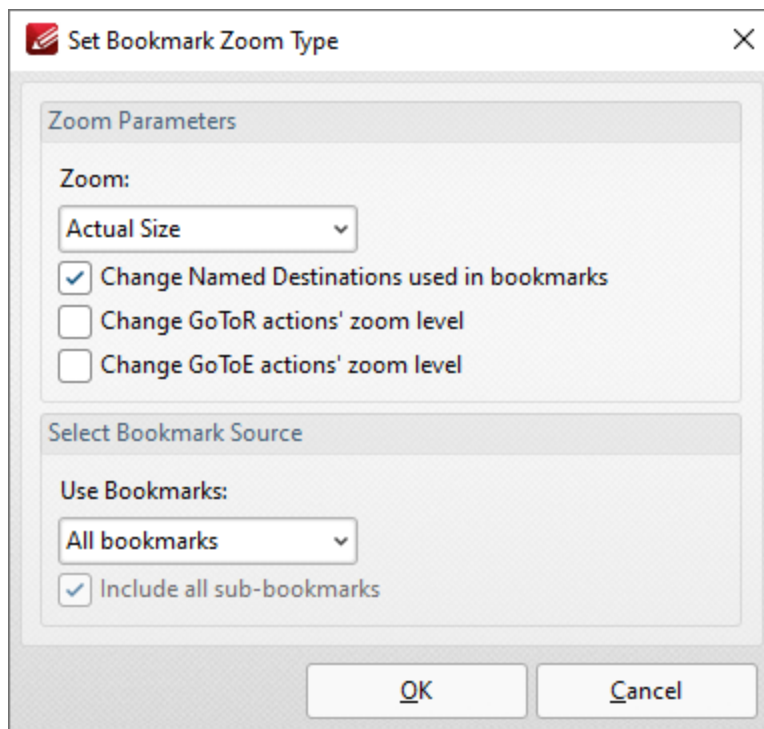 Set Bookmark Zoom Type
Zoom Parameters
Zoom:
Actual Size
Change Named Destinations used in bookmarks
Change GoToR actions' zoom level
Change GoToE actions' zoom level
Select Bookmark Source
Use Bookmarks:
All bookmarks
Include all sub-bookmarks
OK Cancel